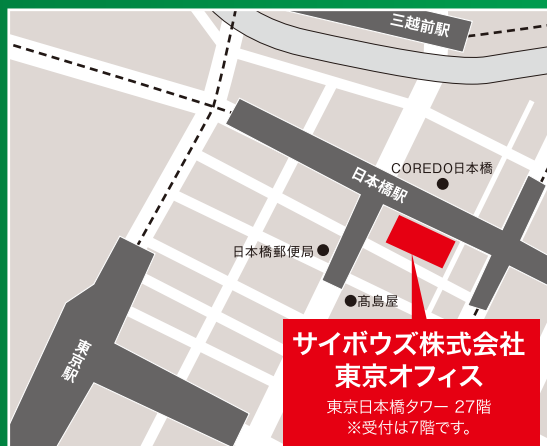 三越前駅
COREDO日本橋
日本橋駅
日本橋郵便局
髙島屋
東京駅
サイボウズ株式会社
東京オフィス
東京日本橋タワー 27階
※受付は7階です。